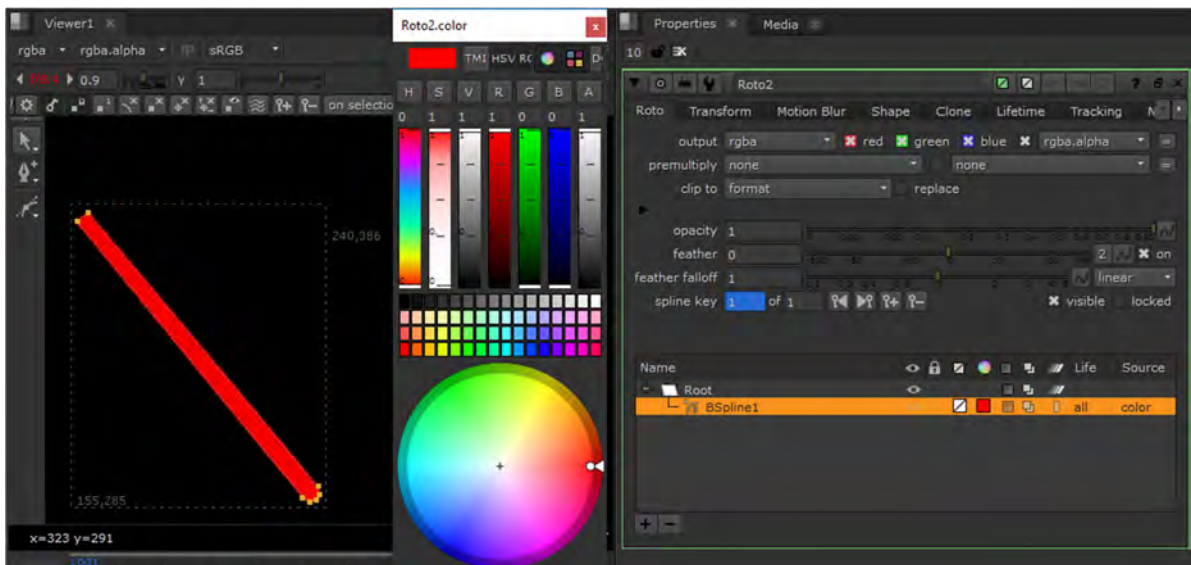 Viewer1
rgba rgba.alpha sRGB
0.9 Y 1
on selectio
240,386
155,285
x=323 y=291
Roto2.color
TMI HSV
H S V R G B A
0 1 1 1 0 0 1
Properties Media
10
Roto2
Roto Transform Motion Blur Shape Clone Lifetime Tracking
output rgba red green blue rgba.alpha =
premultiply none none =
clip to format replace
opacity 1
feather 0 2 on
feather falloff 1 linear
spline key 1 of 1 visible locked
Name Life Source
Root
BSpline1 all color